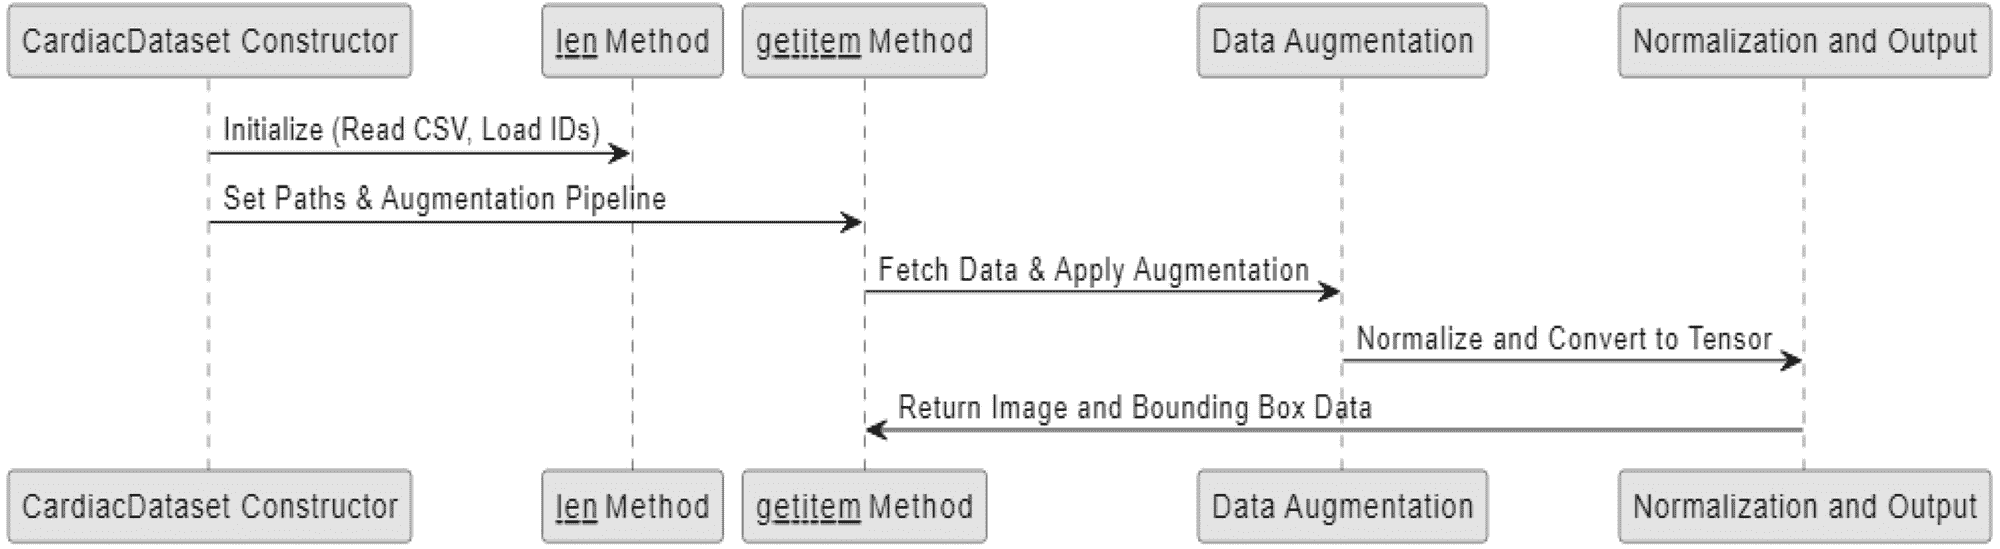 CardiacDataset Constructor
len Method
getitem Method
Data Augmentation
Normalization and Output
Initialize (Read CSV, Load IDs)
Set Paths & Augmentation Pipeline
Fetch Data & Apply Augmentation
Normalize and Convert to Tensor
Return Image and Bounding Box Data
CardiacDataset Constructor
len Method
getitem Method
Data Augmentation
Normalization and Output